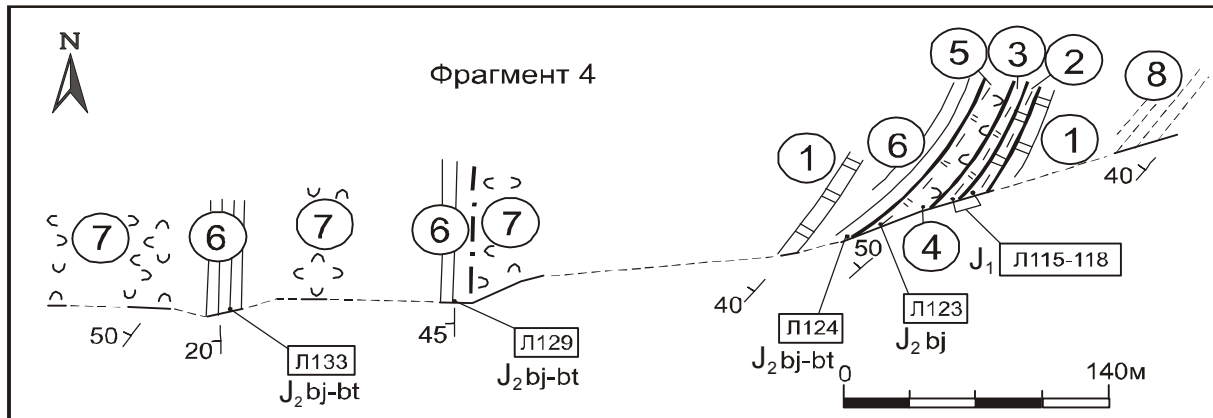 N
Фрагмент 4
5 3 2
8
1 6 1
40
7 6 7 6 7
4
50
J₁ Л115-118
40
Л124 Л123
J₂ bj
J₂ bj-bt
50 20 45
Л133 Л129
J₂ bj-bt J₂ bj-bt
0 140м